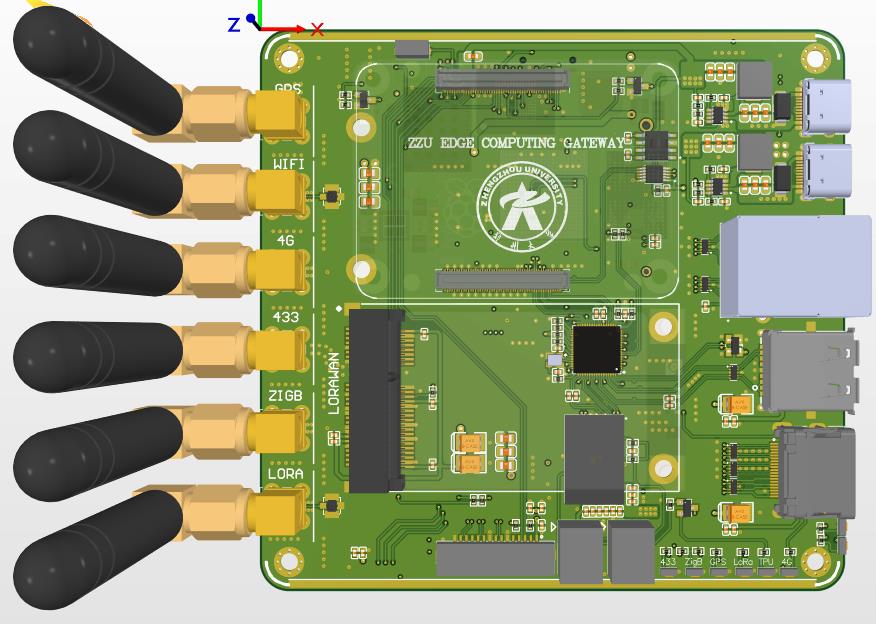 Z
X
GPS
WIFI
4G
433
ZIGB
LORA
LORAWAN
ZZU EDGE COMPUTING GATEWAY
ZHENGZHOU UNIVERSITY
433
ZigB
GPS
LoRa
TPU
4G